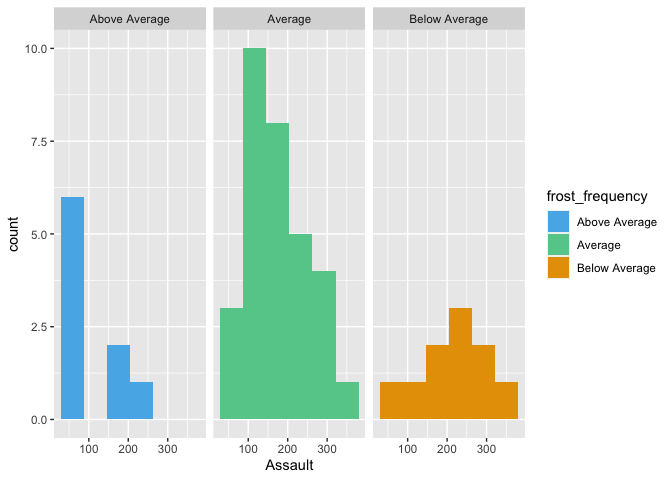 Above Average
Average
Below Average
10.0
7.5
5.0
2.5
0.0
count
100 200 300
100 200 300
100 200 300
Assault
frost_frequency
Above Average
Average
Below Average